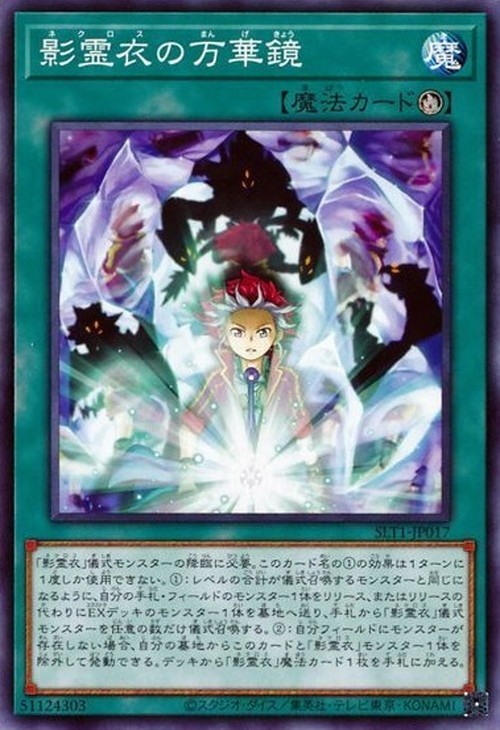 影霊衣の万華鏡
魔
【魔法カード】
SLT1-JP017
「影霊衣」儀式モンスターの降臨に必要。このカード名の①の効果は1ターンに
1度しか使用できない。①：レベルの合計が儀式召喚するモンスターと同じに
なるように、自分の手札・フィールドのモンスター1体をリリース、またはリリースの
代わりにEXデッキのモンスター1体を墓地へ送り、手札から「影霊衣」儀式
モンスターを任意の数だけ儀式召喚する。②：自分フィールドにモンスターが
存在しない場合、自分の墓地からこのカードと「影霊衣」モンスター1体を
除外して発動できる。デッキから「影霊衣」魔法カード1枚を手札に加える。
51124303
©スタジオ・ダイス／集英社・テレビ東京・KONAMI